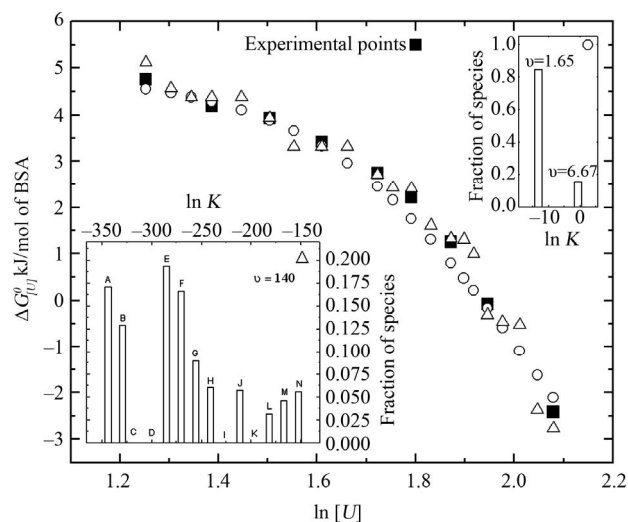 Experimental points
6
5
4
3
2
1
0
−1
−2
−3
ΔG⁰[U] kJ/mol of BSA
1.2 1.4 1.6 1.8 2.0 2.2
ln [U]
1.0
0.8
0.6
0.4
0.2
0
Fraction of species
υ=1.65
υ=6.67
−10 0
ln K
ln K
−350 −300 −250 −200 −150
υ = 140
A B C D E F G H I J K L M N
0.200
0.175
0.150
0.125
0.100
0.075
0.050
0.025
0.000
Fraction of species